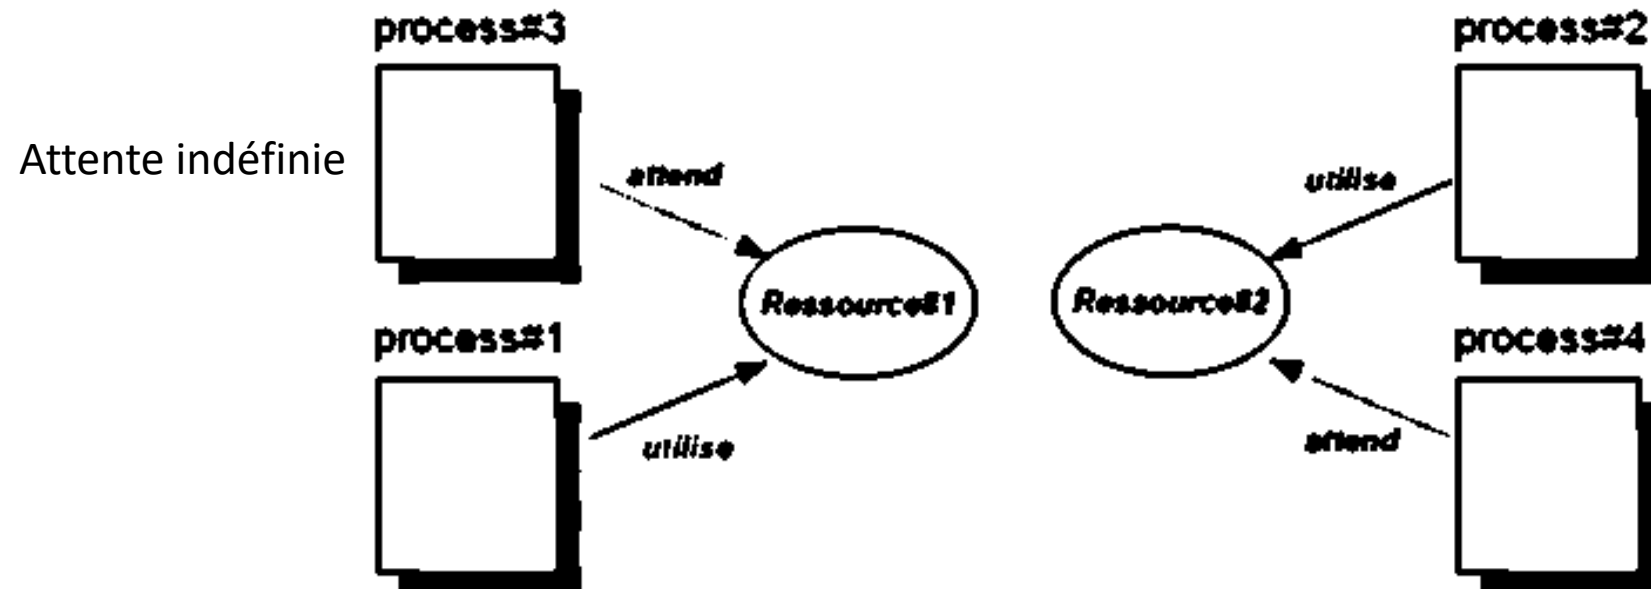 process#3
process#2
Attente indéfinie
attend
utilise
Ressource#1
Ressource#2
process#1
process#4
utilise
attend